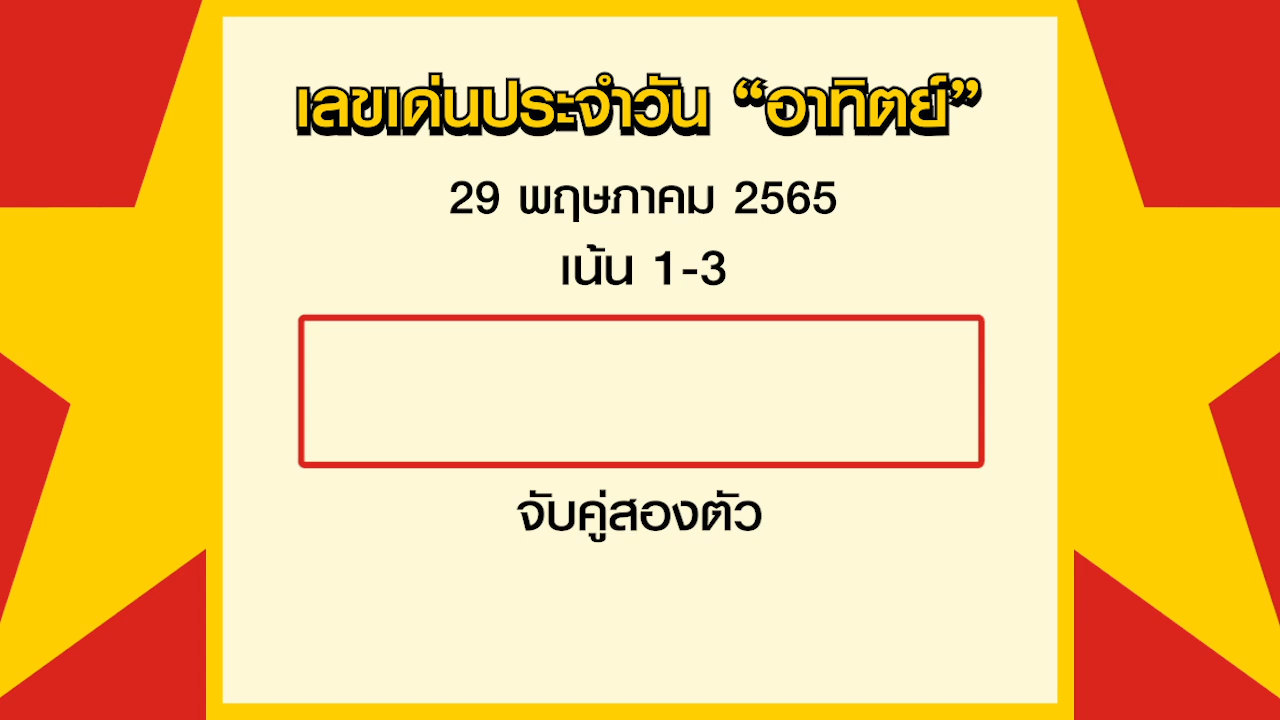 เลขเด่นประจำวัน “อาทิตย์”
29 พฤษภาคม 2565
เน้น 1-3
จับคู่สองตัว